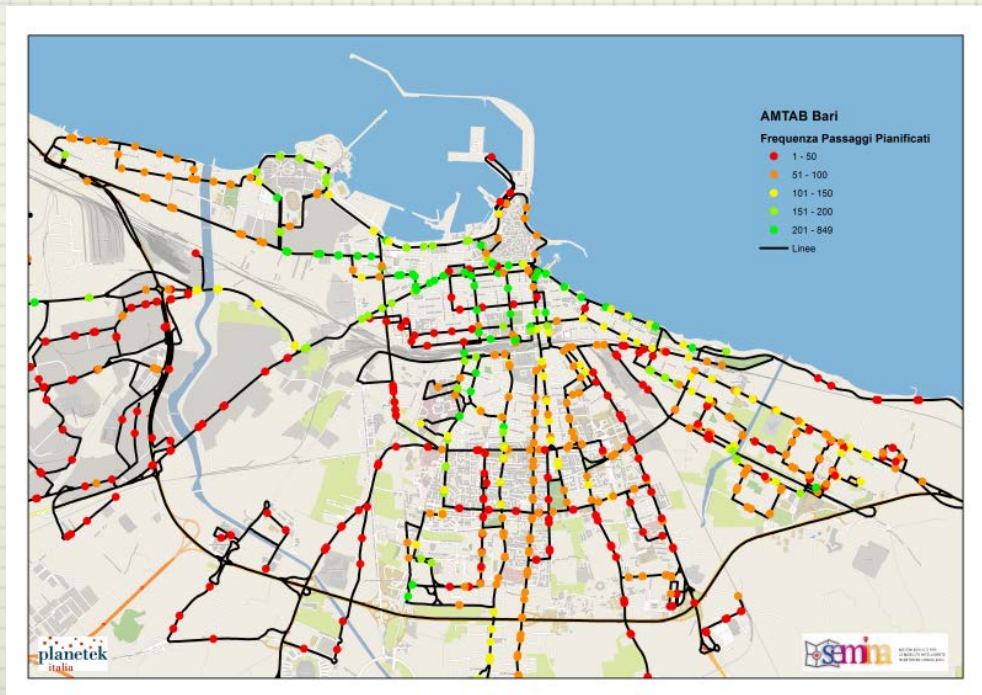 AMTAB Bari
Frequenza Passaggi Pianificati
1 - 50
51 - 100
101 - 150
151 - 200
201 - 849
Linee
planetek
italia
semina